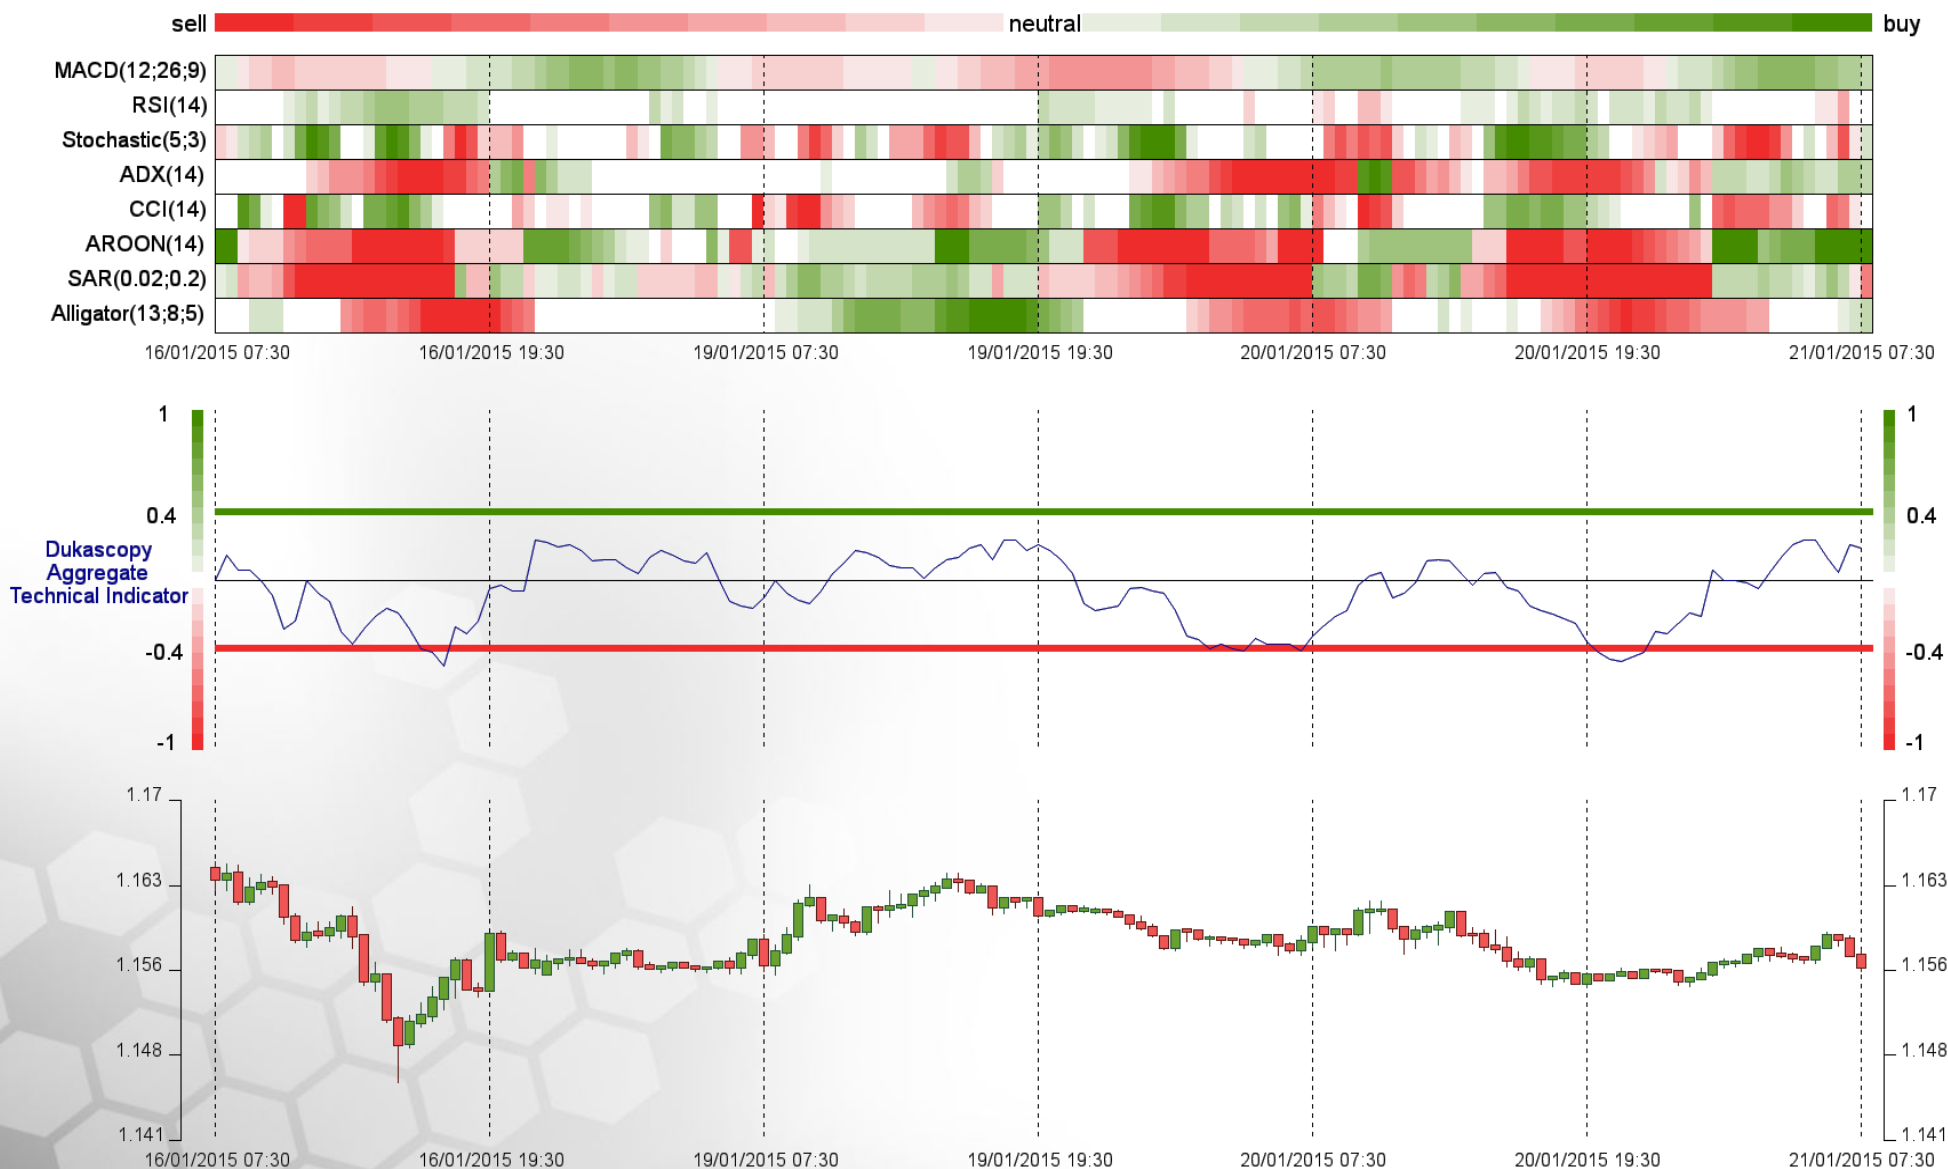 sell neutral buy
MACD(12;26;9)
RSI(14)
Stochastic(5;3)
ADX(14)
CCI(14)
AROON(14)
SAR(0.02;0.2)
Alligator(13;8;5)
16/01/2015 07:30 16/01/2015 19:30 19/01/2015 07:30 19/01/2015 19:30 20/01/2015 07:30 20/01/2015 19:30 21/01/2015 07:30
1 1
0.4 0.4
Dukascopy
Aggregate
Technical Indicator
-0.4 -0.4
-1 -1
1.17 1.17
1.163 1.163
1.156 1.156
1.148 1.148
1.141 1.141
16/01/2015 07:30 16/01/2015 19:30 19/01/2015 07:30 19/01/2015 19:30 20/01/2015 07:30 20/01/2015 19:30 21/01/2015 07:30